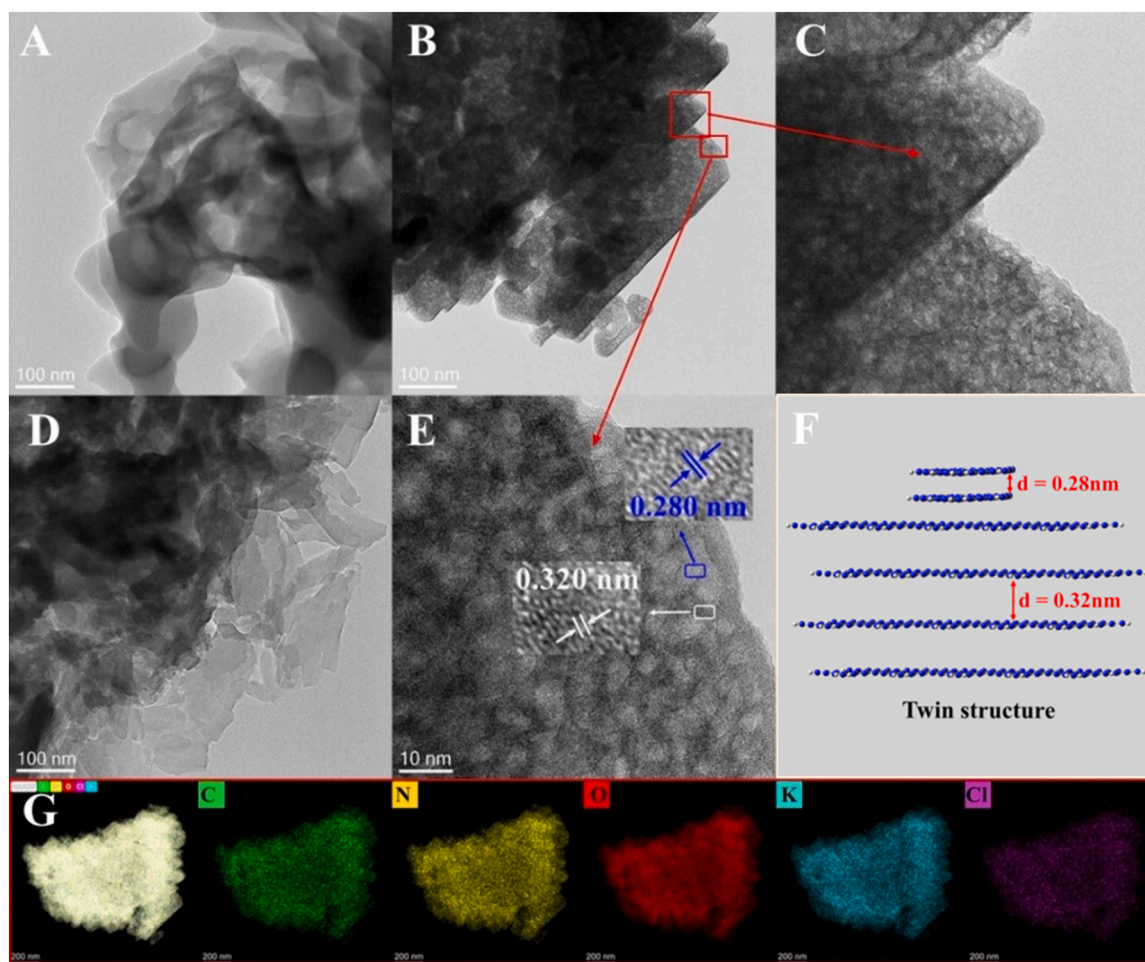 A
B
C
100 nm
100 nm
D
E
F
0.280 nm
0.320 nm
d = 0.28nm
d = 0.32nm
Twin structure
100 nm
10 nm
G
C
N
O
K
Cl
200 nm
200 nm
200 nm
200 nm
200 nm
200 nm